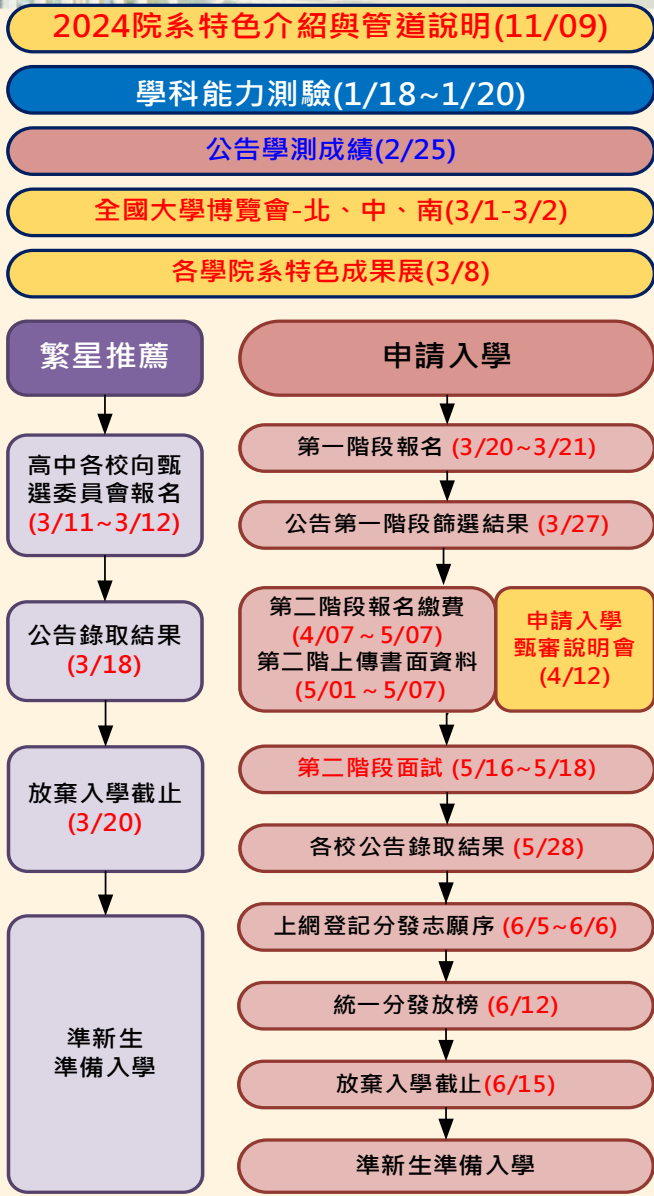 2024院系特色介紹與管道說明(11/09)
學科能力測驗(1/18~1/20)
公告學測成績(2/25)
全國大學博覽會-北、中、南(3/1-3/2)
各學院系特色成果展(3/8)
繁星推薦
高中各校向甄
選委員會報名
(3/11~3/12)
公告錄取結果
(3/18)
放棄入學截止
(3/20)
準新生
準備入學
申請入學
第一階段報名 (3/20~3/21)
公告第一階段篩選結果 (3/27)
第二階段報名繳費
(4/07 ~ 5/07)
第二階上傳書面資料
(5/01 ~ 5/07)
申請入學
甄審說明會
(4/12)
第二階段面試 (5/16~5/18)
各校公告錄取結果 (5/28)
上網登記分發志願序 (6/5~6/6)
統一分發放榜 (6/12)
放棄入學截止(6/15)
準新生準備入學